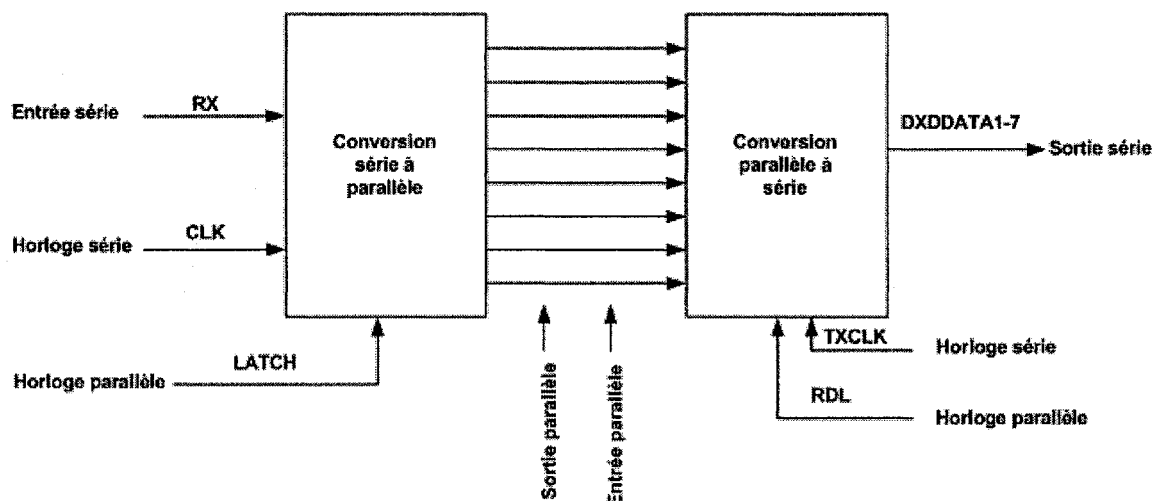 Entrée série
RX
Conversion
série à
parallèle
Conversion
parallèle à
série
DXDDATA1-7
Sortie série
Horloge série
CLK
Horloge parallèle
LATCH
Sortie parallèle
Entrée parallèle
TXCLK
Horloge série
RDL
Horloge parallèle